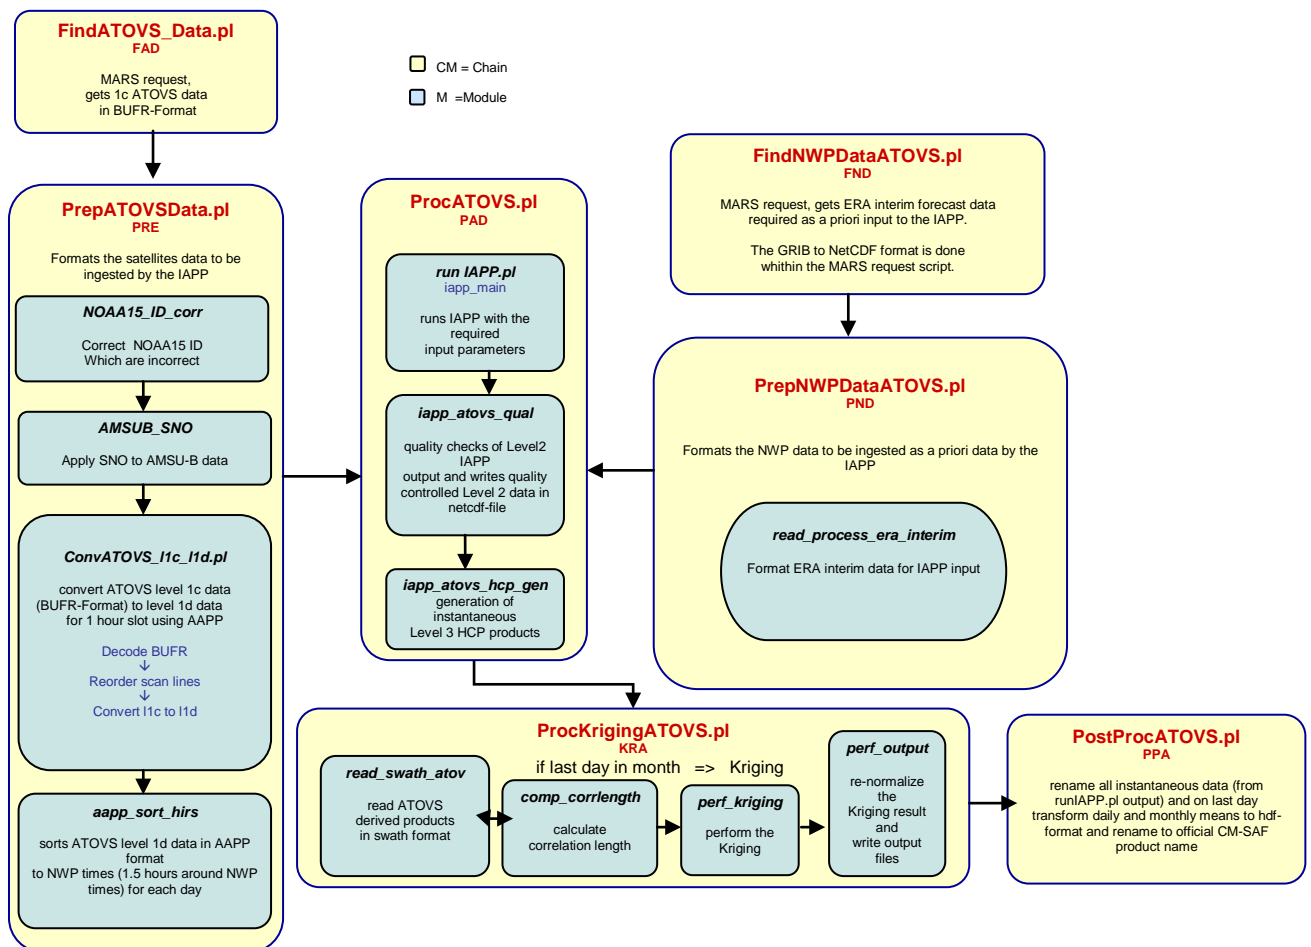 FindATOVS_Data.pl
FAD
MARS request,
gets 1c ATOVS data
in BUFR-Format
CM = Chain
M =Module
PrepATOVSData.pl
PRE
Formats the satellites data to be
ingested by the IAPP
NOAA15_ID_corr
Correct NOAA15 ID
Which are incorrect
AMSUB_SNO
Apply SNO to AMSU-B data
ConvATOVS_l1c_l1d.pl
convert ATOVS level 1c data
(BUFR-Format) to level 1d data
for 1 hour slot using AAPP
Decode BUFR
↓
Reorder scan lines
↓
Convert l1c to l1d
aapp_sort_hirs
sorts ATOVS level 1d data in AAPP
format
to NWP times (1.5 hours around NWP
times) for each day
ProcATOVS.pl
PAD
run IAPP.pl
iapp_main
runs IAPP with the
required
input parameters
iapp_atovs_qual
quality checks of Level2
IAPP
output and writes quality
controlled Level 2 data in
netcdf-file
iapp_atovs_hcp_gen
generation of
instantaneous
Level 3 HCP products
FindNWPDataATOVS.pl
FND
MARS request, gets ERA interim forecast data
required as a priori input to the IAPP.
The GRIB to NetCDF format is done
whithin the MARS request script.
PrepNWPDataATOVS.pl
PND
Formats the NWP data to be ingested as a priori data by the
IAPP
read_process_era_interim
Format ERA interim data for IAPP input
ProcKrigingATOVS.pl
KRA
if last day in month => Kriging
read_swath_atov
read ATOVS
derived products
in swath format
comp_corrlength
calculate
correlation length
perf_kriging
perform the
Kriging
perf_output
re-normalize
the
Kriging result
and
write output
files
PostProcATOVS.pl
PPA
rename all instantaneous data (from
runIAPP.pl output) and on last day
transform daily and monthly means to hdf-
format and rename to official CM-SAF
product name